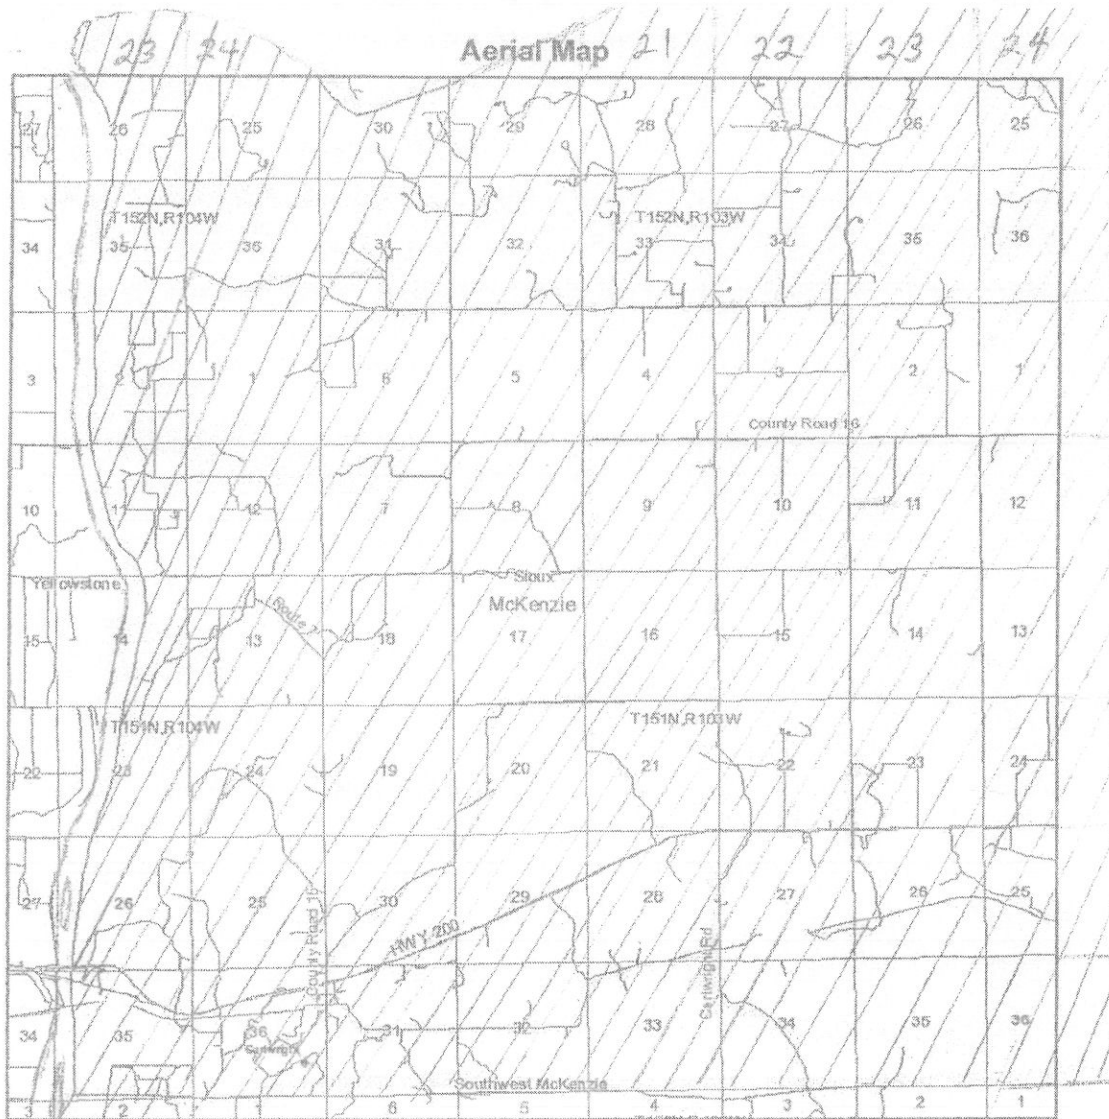 23 24 Aerial Map 21 22 23 24
27 26 25 30 29 28 27 26 25
T152N,R104W T152N,R103W
34 35 36 31 32 33 34 35 36
3 2 1 6 5 4 3 2 1
County Road 16
10 11 12 7 8 9 10 11 12
Yellowstone Sioux
McKenzie
Route 7
15 14 13 18 17 16 15 14 13
T151N,R104W T151N,R103W
22 23 24 19 20 21 22 23 24
27 26 25 30 29 28 27 26 25
County Road 16
HWY 200
Cartwright Rd
34 35 36 31 32 33 34 35 36
Cartwright
Southwest McKenzie
3 2 1 6 5 4 3 2 1